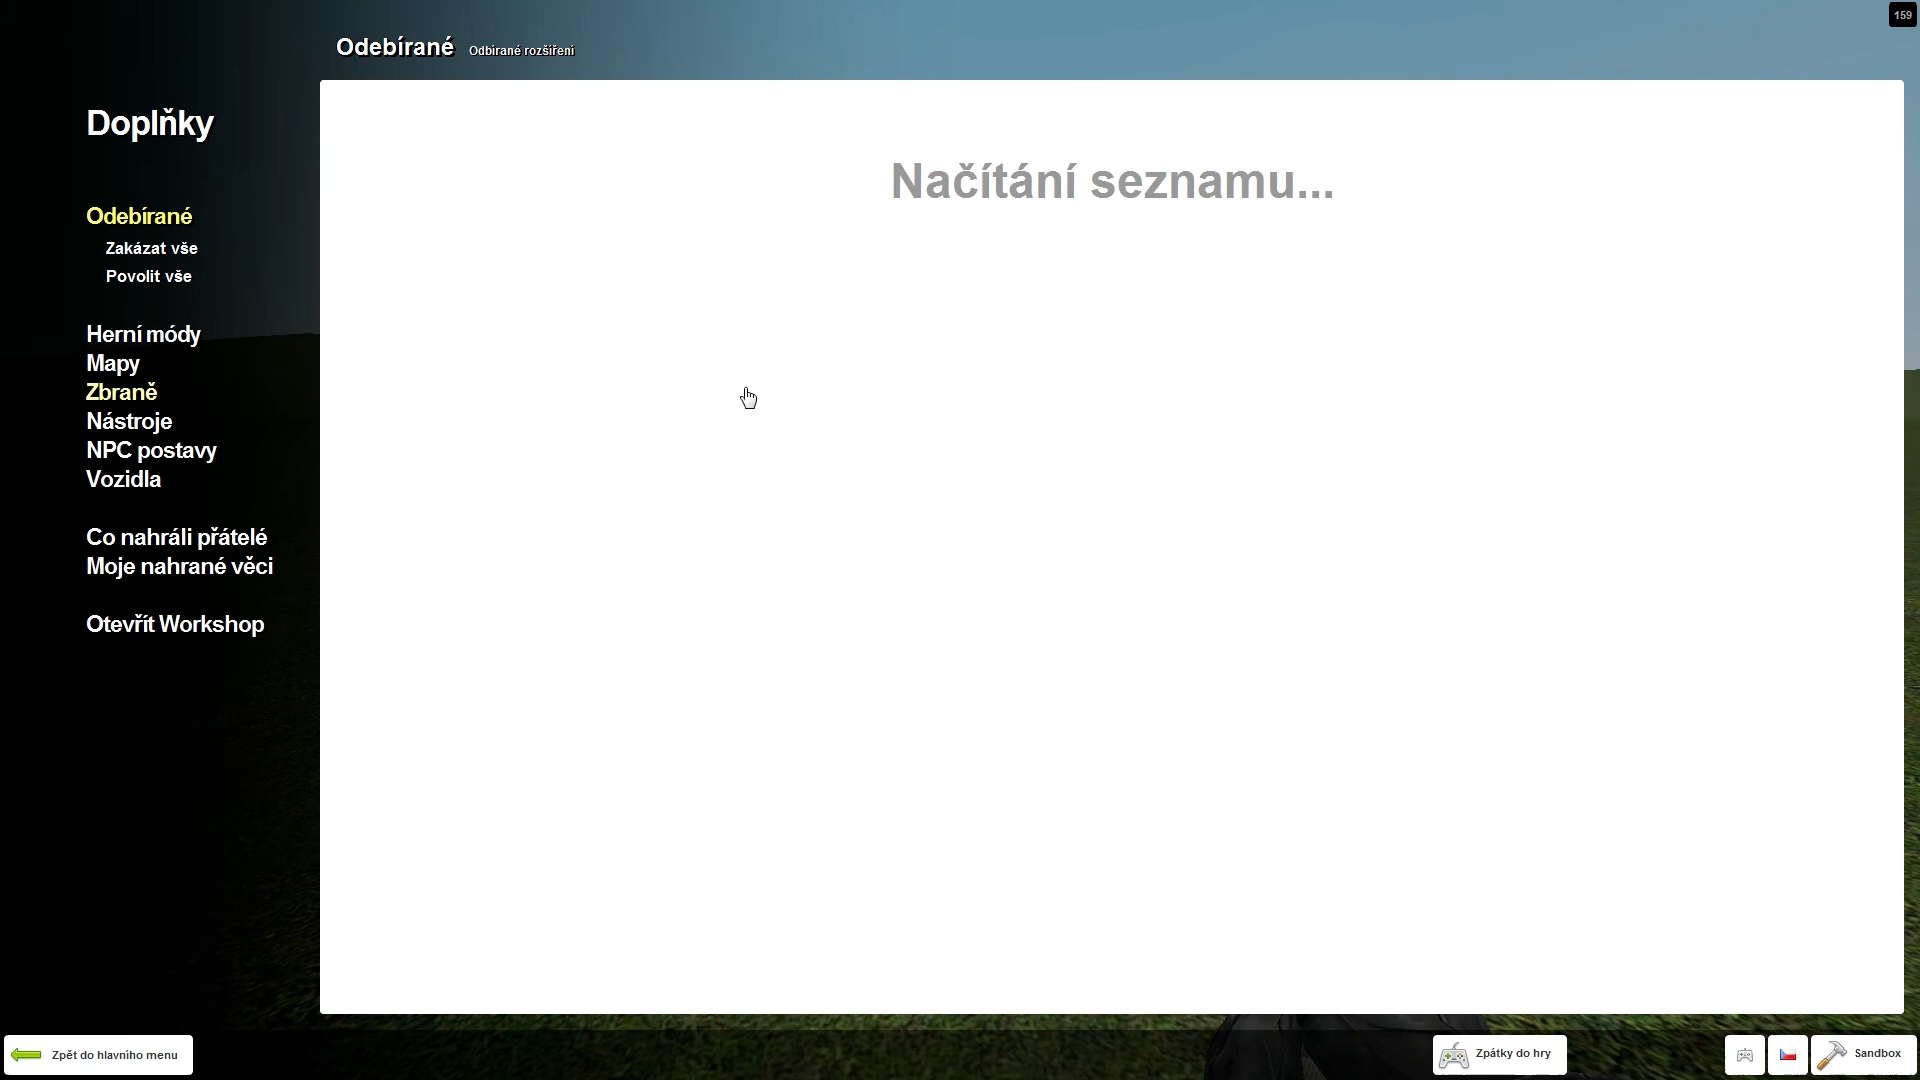 159
Odebírané Odbírané rozšíření
Doplňky
Načítání seznamu...
Odebírané
Zakázat vše
Povolit vše
Herní módy
Mapy
Zbraně
Nástroje
NPC postavy
Vozidla
Co nahráli přátelé
Moje nahrané věci
Otevřít Workshop
Zpět do hlavního menu
Zpátky do hry
Sandbox